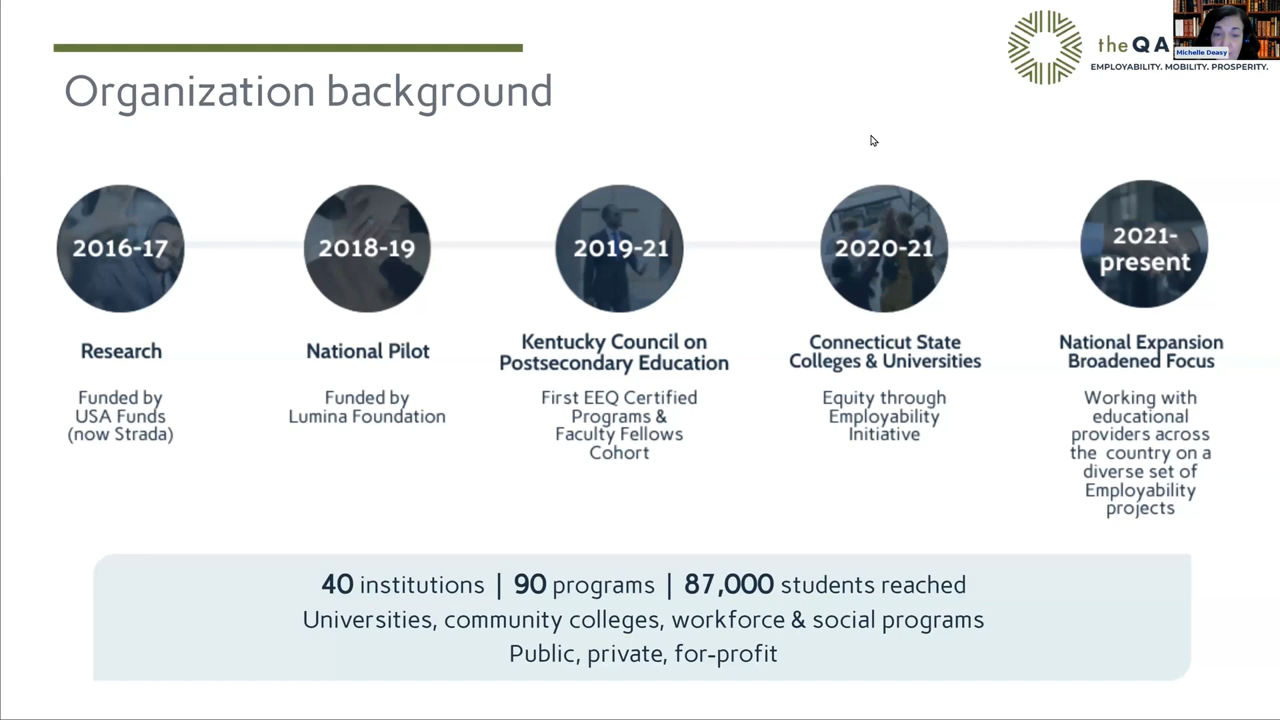 theQA
Michelle Deasy
EMPLOYABILITY. MOBILITY. PROSPERITY.
Organization background
2016-17
2018-19
2019-21
2020-21
2021-
present
Research
Funded by
USA Funds
(now Strada)
National Pilot
Funded by
Lumina Foundation
Kentucky Council on
Postsecondary Education
First EEQ Certified
Programs &
Faculty Fellows
Cohort
Connecticut State
Colleges & Universities
Equity through
Employability
Initiative
National Expansion
Broadened Focus
Working with
educational
providers across
the country on a
diverse set of
Employability
projects
40 institutions | 90 programs | 87,000 students reached
Universities, community colleges, workforce & social programs
Public, private, for-profit